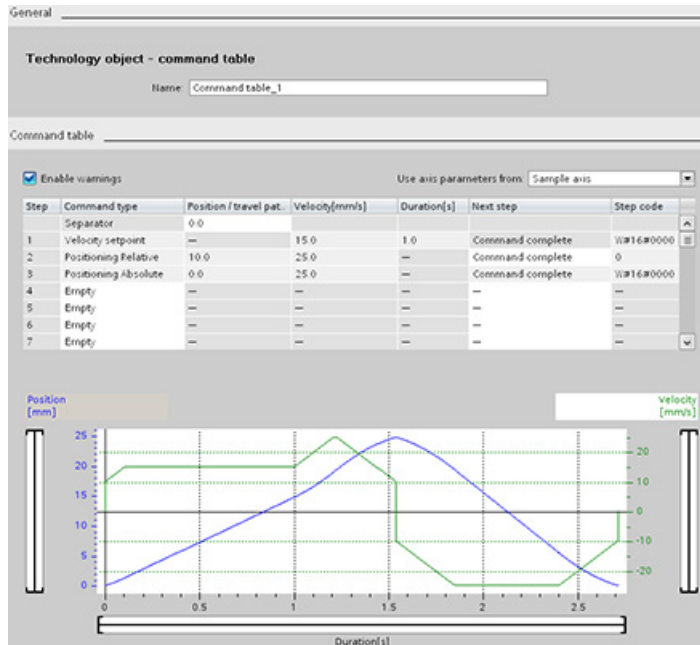 General
Technology object - command table
Name: Command table_1
Command table
Enable warnings Use axis parameters from: Sample axis
Step Command type Position / travel pat.. Velocity[mm/s] Duration[s] Next step Step code
Separator 0.0
1 Velocity setpoint — 15.0 1.0 Command complete W#16#0000
2 Positioning Relative 10.0 25.0 — Command complete 0
3 Positioning Absolute 0.0 25.0 — Command complete W#16#0000
4 Empty — — — — —
5 Empty — — — — —
6 Empty — — — — —
7 Empty — — — — —
Position Velocity
[mm] [mm/s]
25
20 20
15 10
10 0
5 -10
0 -20
0 0.5 1 1.5 2 2.5
Duration[s]